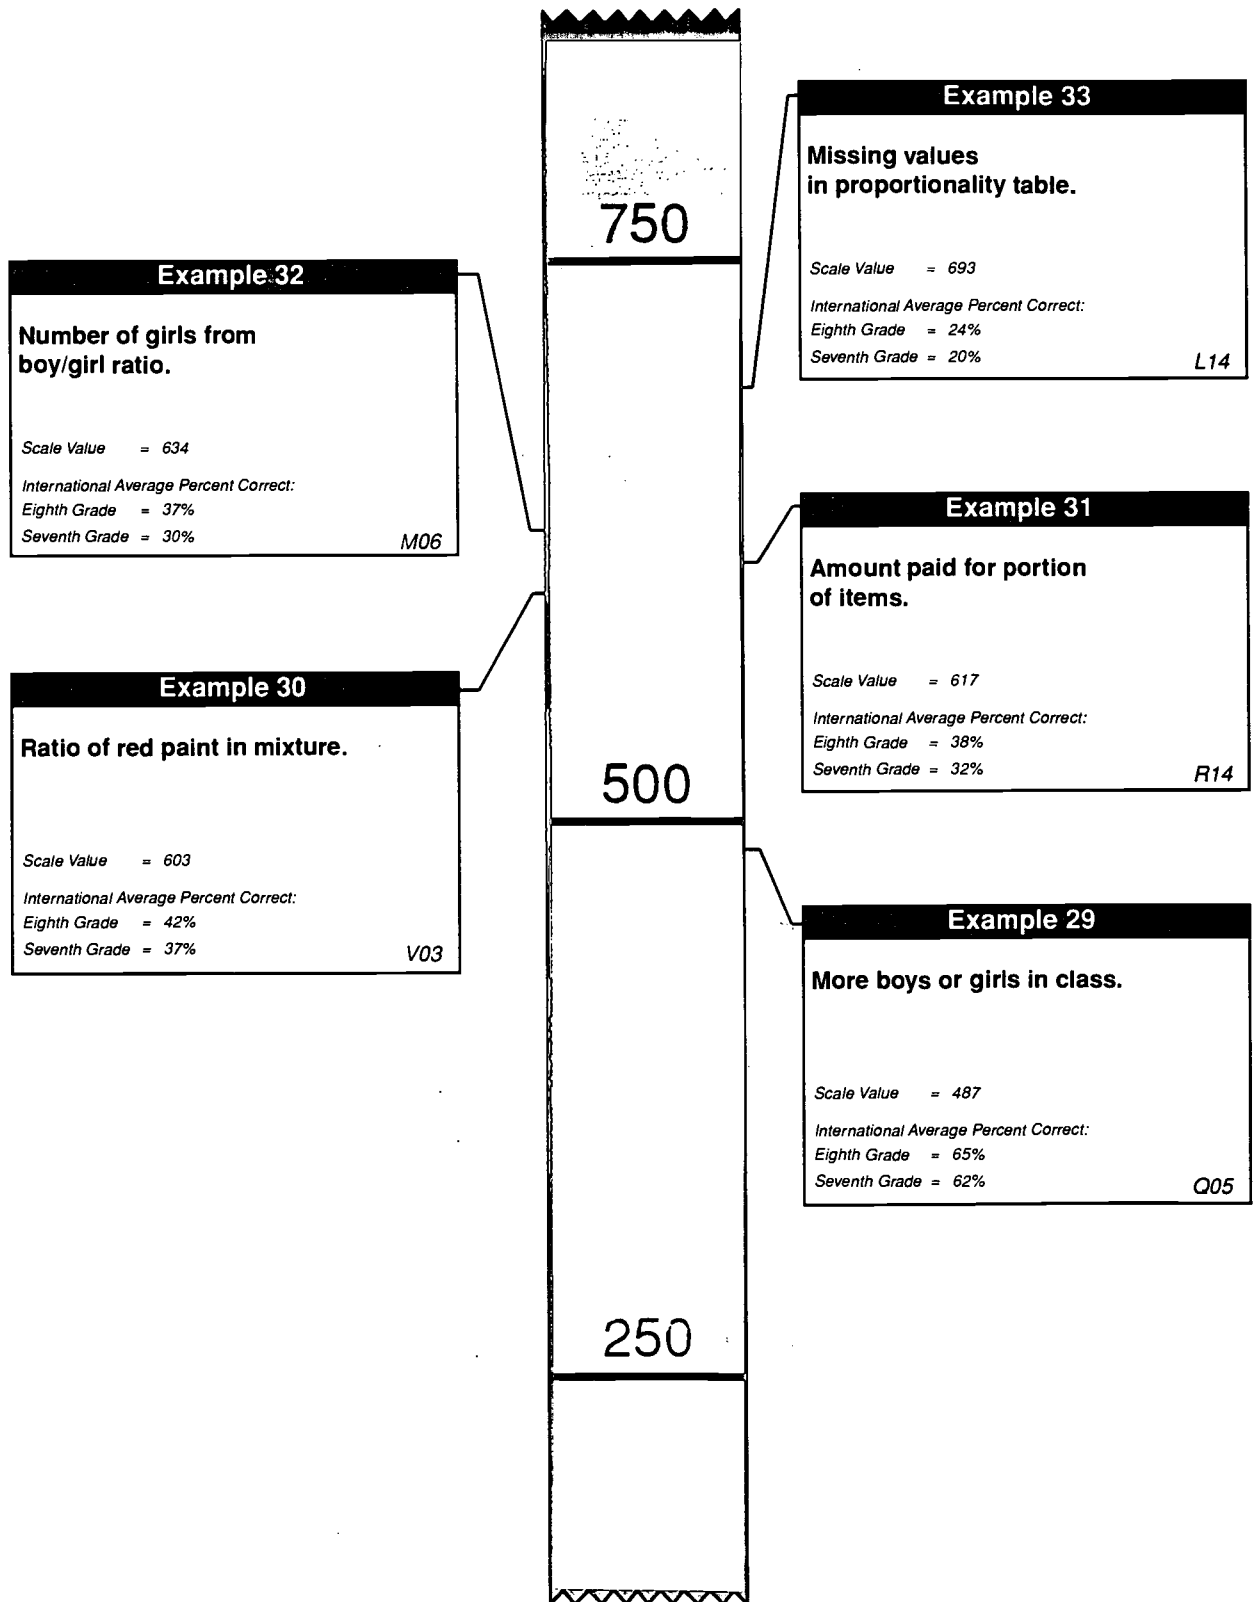 750
Example 33
Missing values
in proportionality table.
Scale Value = 693
International Average Percent Correct:
Eighth Grade = 24%
Seventh Grade = 20%
L14
Example 32
Number of girls from
boy/girl ratio.
Scale Value = 634
International Average Percent Correct:
Eighth Grade = 37%
Seventh Grade = 30%
M06
Example 31
Amount paid for portion
of items.
Scale Value = 617
International Average Percent Correct:
Eighth Grade = 38%
Seventh Grade = 32%
R14
Example 30
Ratio of red paint in mixture.
Scale Value = 603
International Average Percent Correct:
Eighth Grade = 42%
Seventh Grade = 37%
V03
500
Example 29
More boys or girls in class.
Scale Value = 487
International Average Percent Correct:
Eighth Grade = 65%
Seventh Grade = 62%
Q05
250